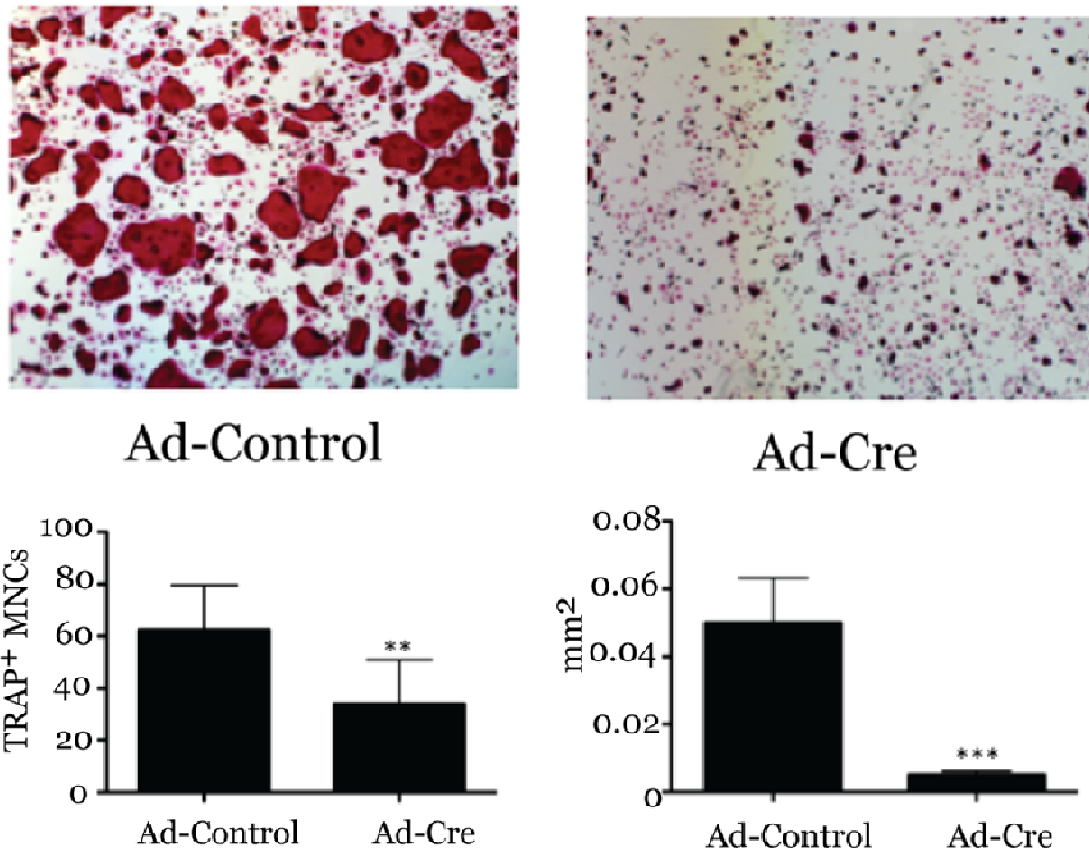 Ad-Control
Ad-Cre
TRAP+ MNCs
100
80
60
40
20
0
**
Ad-Control
Ad-Cre
mm2
0.08
0.06
0.04
0.02
0
***
Ad-Control
Ad-Cre